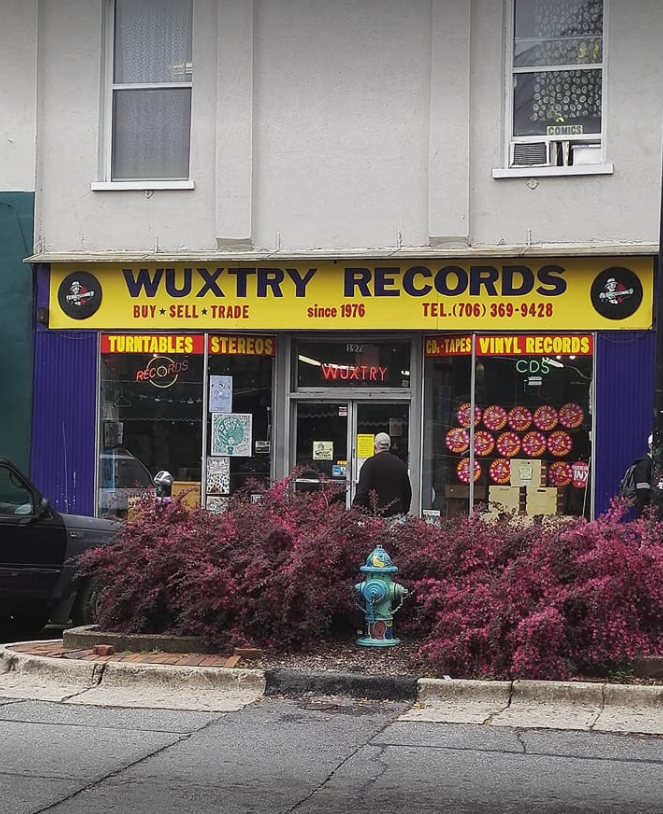 COMICS
WUXTRY RECORDS
BUY ★ SELL ★ TRADE since 1976 TEL.(706) 369-9428
TURNTABLES STEREOS CD.-TAPES VINYL RECORDS
197
RECORDS
WUXTRY
CDS